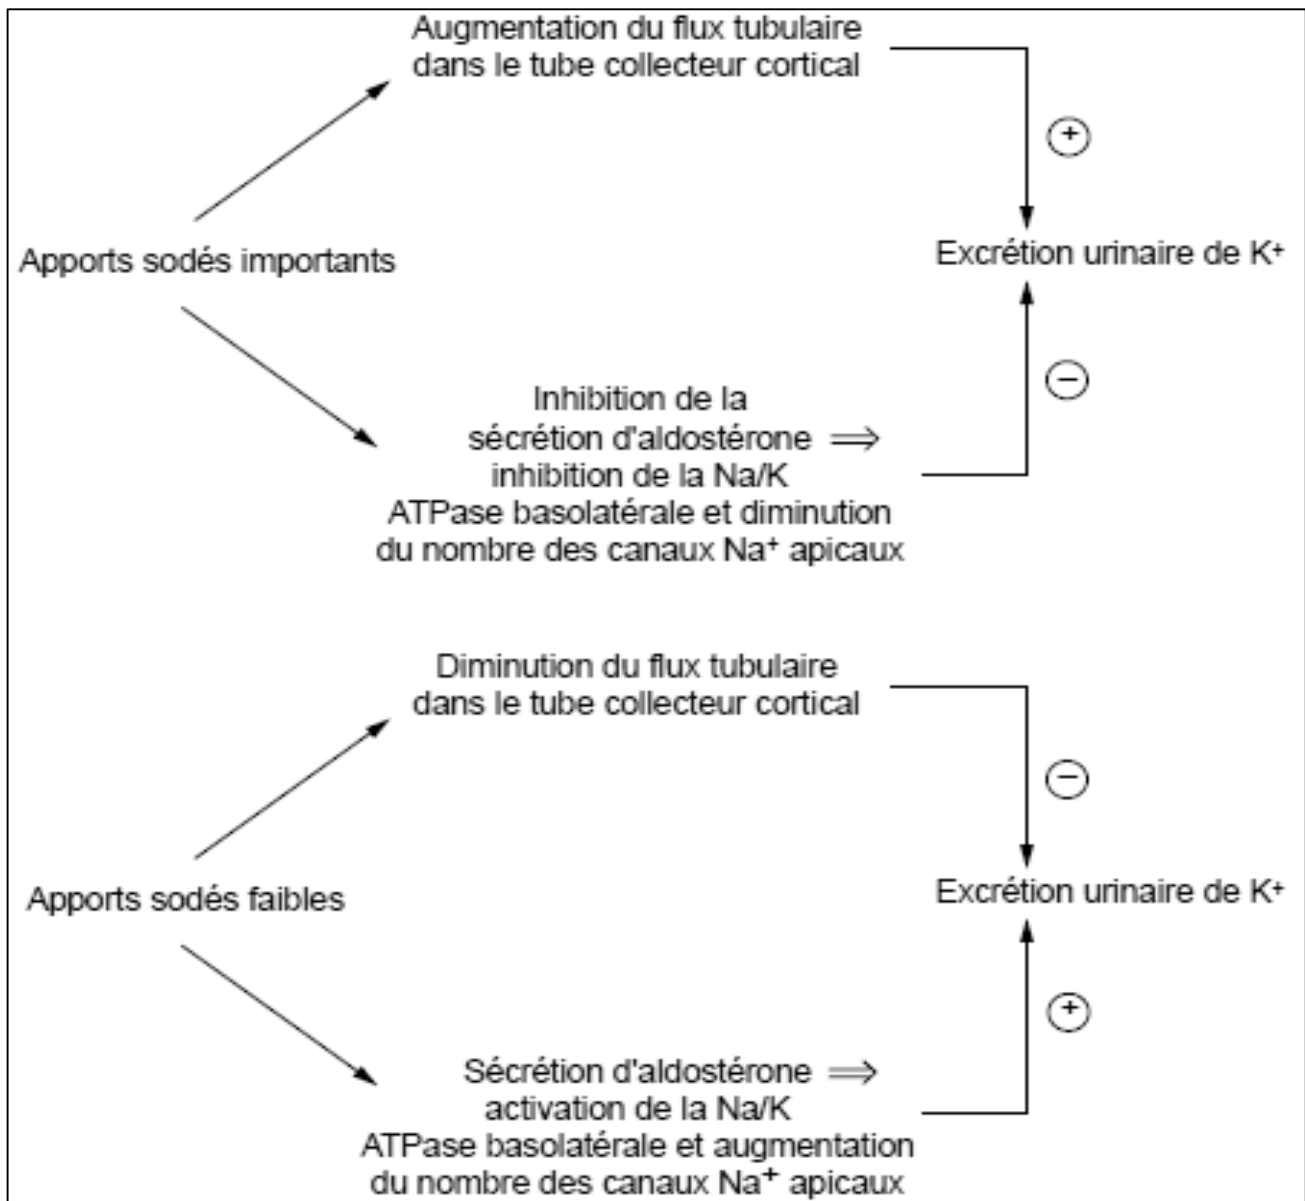 Augmentation du flux tubulaire
dans le tube collecteur cortical
+
Apports sodés importants
Excrétion urinaire de K⁺
−
Inhibition de la
sécrétion d'aldostérone ⇒
inhibition de la Na/K
ATPase basolatérale et diminution
du nombre des canaux Na⁺ apicaux
Diminution du flux tubulaire
dans le tube collecteur cortical
−
Apports sodés faibles
Excrétion urinaire de K⁺
+
Sécrétion d'aldostérone ⇒
activation de la Na/K
ATPase basolatérale et augmentation
du nombre des canaux Na⁺ apicaux